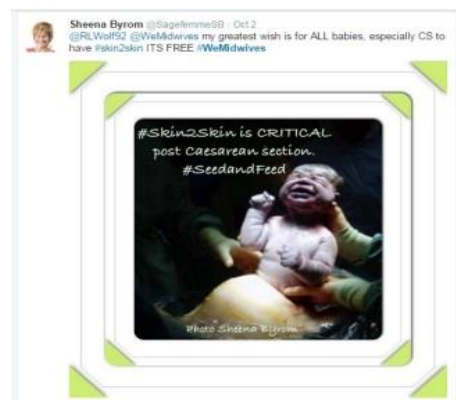 Sheena Byrom @SagefemmeSB · Oct 2
@RLWolf92 @WeMidwives my greatest wish is for ALL babies, especially CS to
have #skin2skin ITS FREE #WeMidwives
#Skin2Skin is CRITICAL
post Caesarean section.
#SeedandFeed
Photo Sheena Byrom